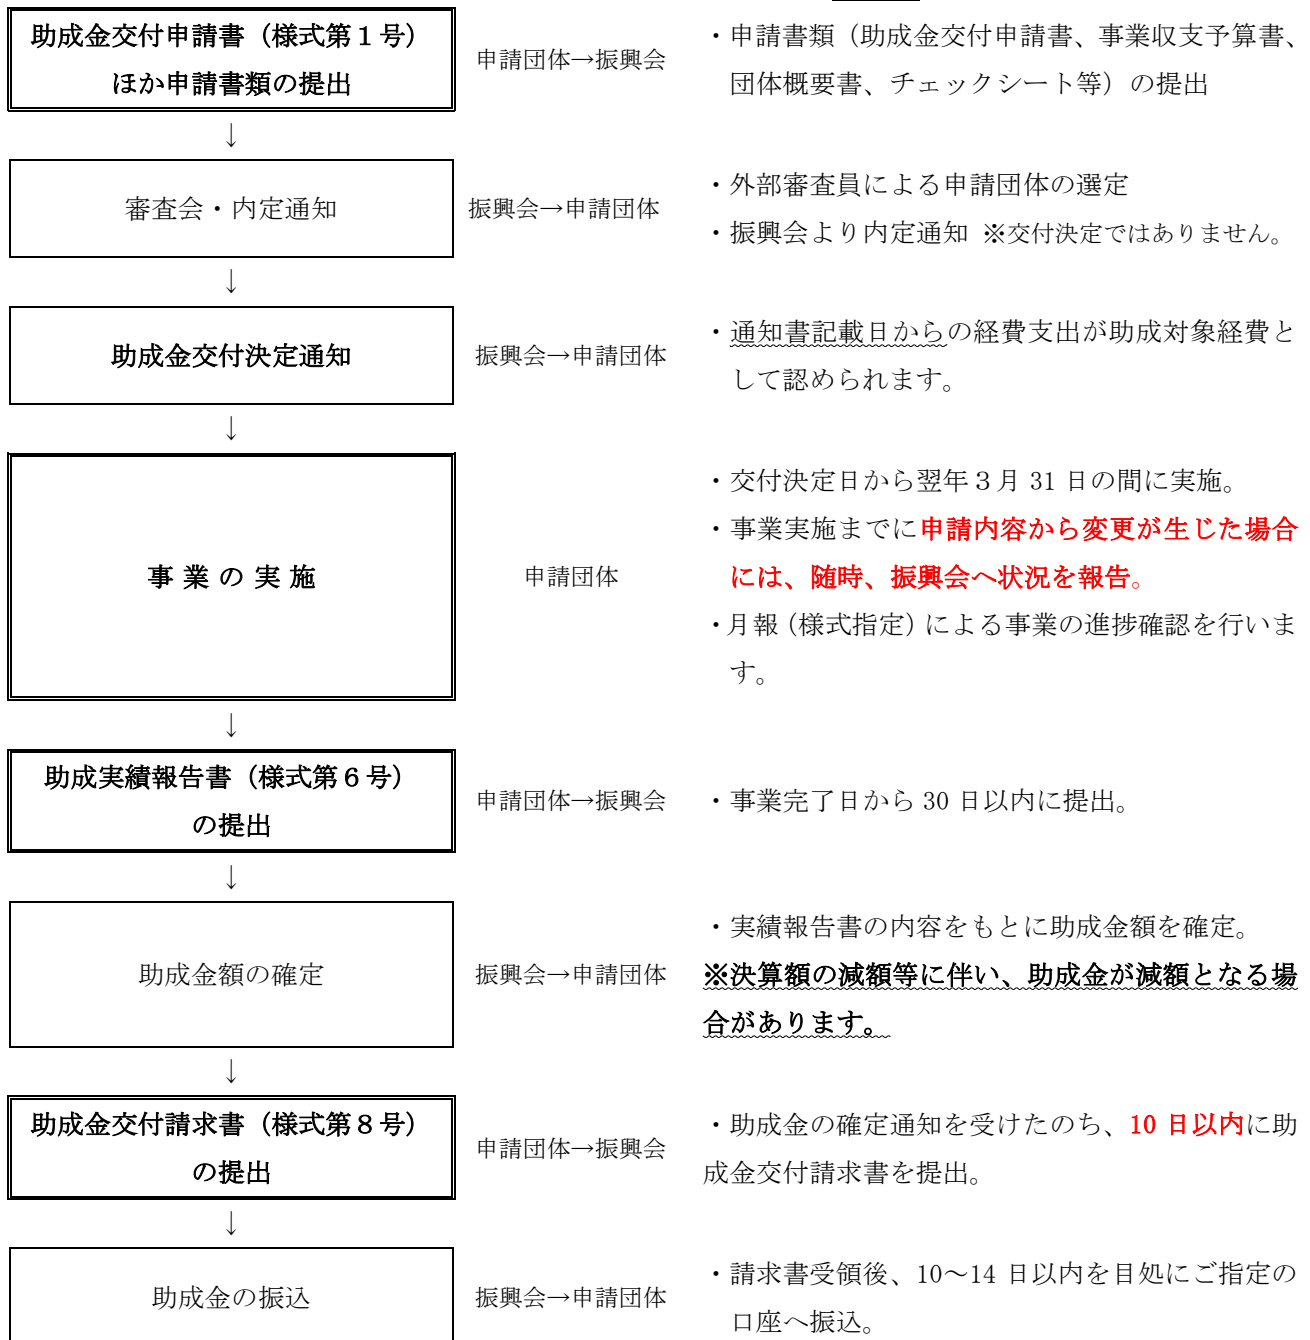 助成金交付申請書（様式第１号）
ほか申請書類の提出
申請団体→振興会
・申請書類（助成金交付申請書、事業収支予算書、
団体概要書、チェックシート等）の提出
↓
審査会・内定通知
振興会→申請団体
・外部審査員による申請団体の選定
・振興会より内定通知 ※交付決定ではありません。
↓
助成金交付決定通知
振興会→申請団体
・通知書記載日からの経費支出が助成対象経費と
して認められます。
↓
事 業 の 実 施
申請団体
・交付決定日から翌年３月 31 日の間に実施。
・事業実施までに申請内容から変更が生じた場合
には、随時、振興会へ状況を報告。
・月報（様式指定）による事業の進捗確認を行いま
す。
↓
助成実績報告書（様式第６号）
の提出
申請団体→振興会
・事業完了日から 30 日以内に提出。
↓
助成金額の確定
振興会→申請団体
・実績報告書の内容をもとに助成金額を確定。
※決算額の減額等に伴い、助成金が減額となる場
合があります。
↓
助成金交付請求書（様式第８号）
の提出
申請団体→振興会
・助成金の確定通知を受けたのち、10 日以内に助
成金交付請求書を提出。
↓
助成金の振込
振興会→申請団体
・請求書受領後、10～14 日以内を目処にご指定の
口座へ振込。